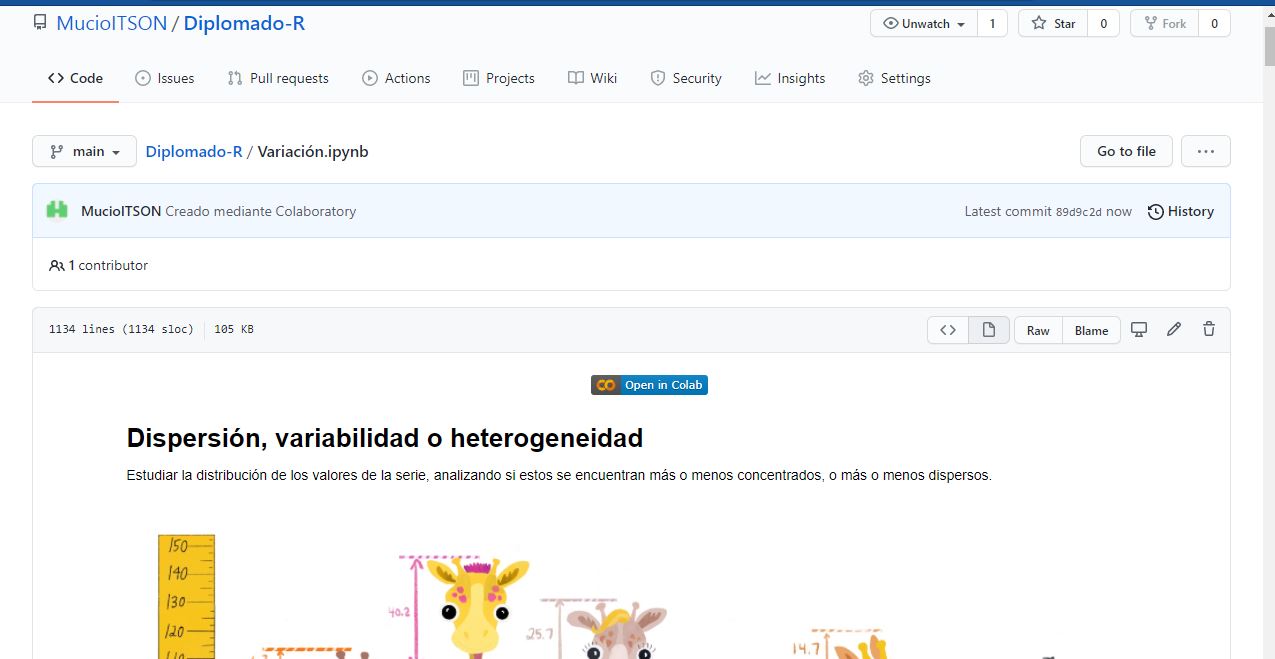 MucioITSON / Diplomado-R
Unwatch 1 Star 0 Fork 0
Code Issues Pull requests Actions Projects Wiki Security Insights Settings
main Diplomado-R / Variación.ipynb Go to file ...
MucioITSON Creado mediante Colaboratory Latest commit 89d9c2d now History
1 contributor
1134 lines (1134 sloc) 105 KB Raw Blame
Open in Colab
Dispersión, variabilidad o heterogeneidad
Estudiar la distribución de los valores de la serie, analizando si estos se encuentran más o menos concentrados, o más o menos dispersos.
150
140
130
40.2
120
25.7
14.7